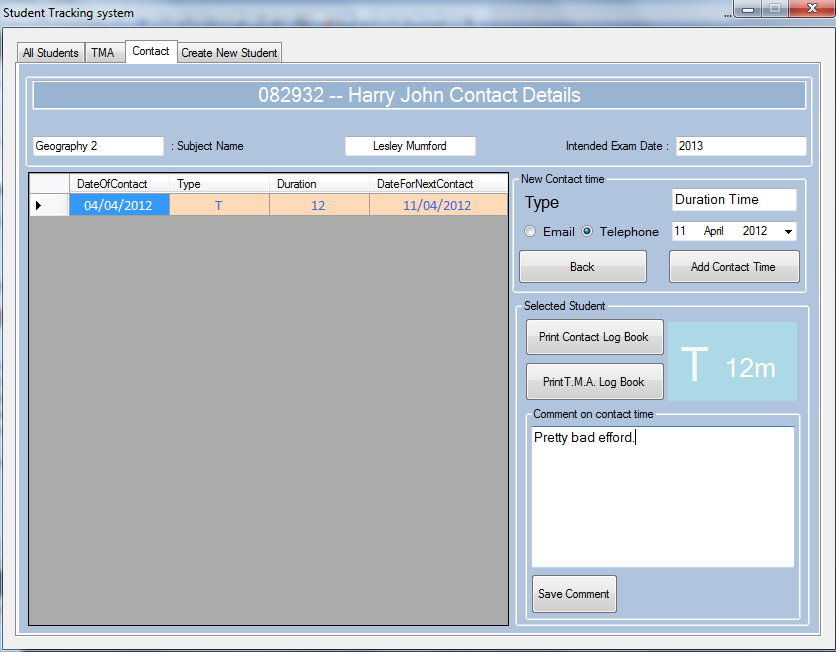 Student Tracking system
...
All Students TMA Contact Create New Student
082932 -- Harry John Contact Details
Geography 2 : Subject Name Lesley Mumford Intended Exam Date : 2013
DateOfContact Type Duration DateForNextContact
04/04/2012 T 12 11/04/2012
New Contact time
Type Duration Time
Email Telephone 11 April 2012
Back Add Contact Time
Selected Student
Print Contact Log Book
T 12m
PrintT.M.A. Log Book
Comment on contact time
Pretty bad efford.
Save Comment